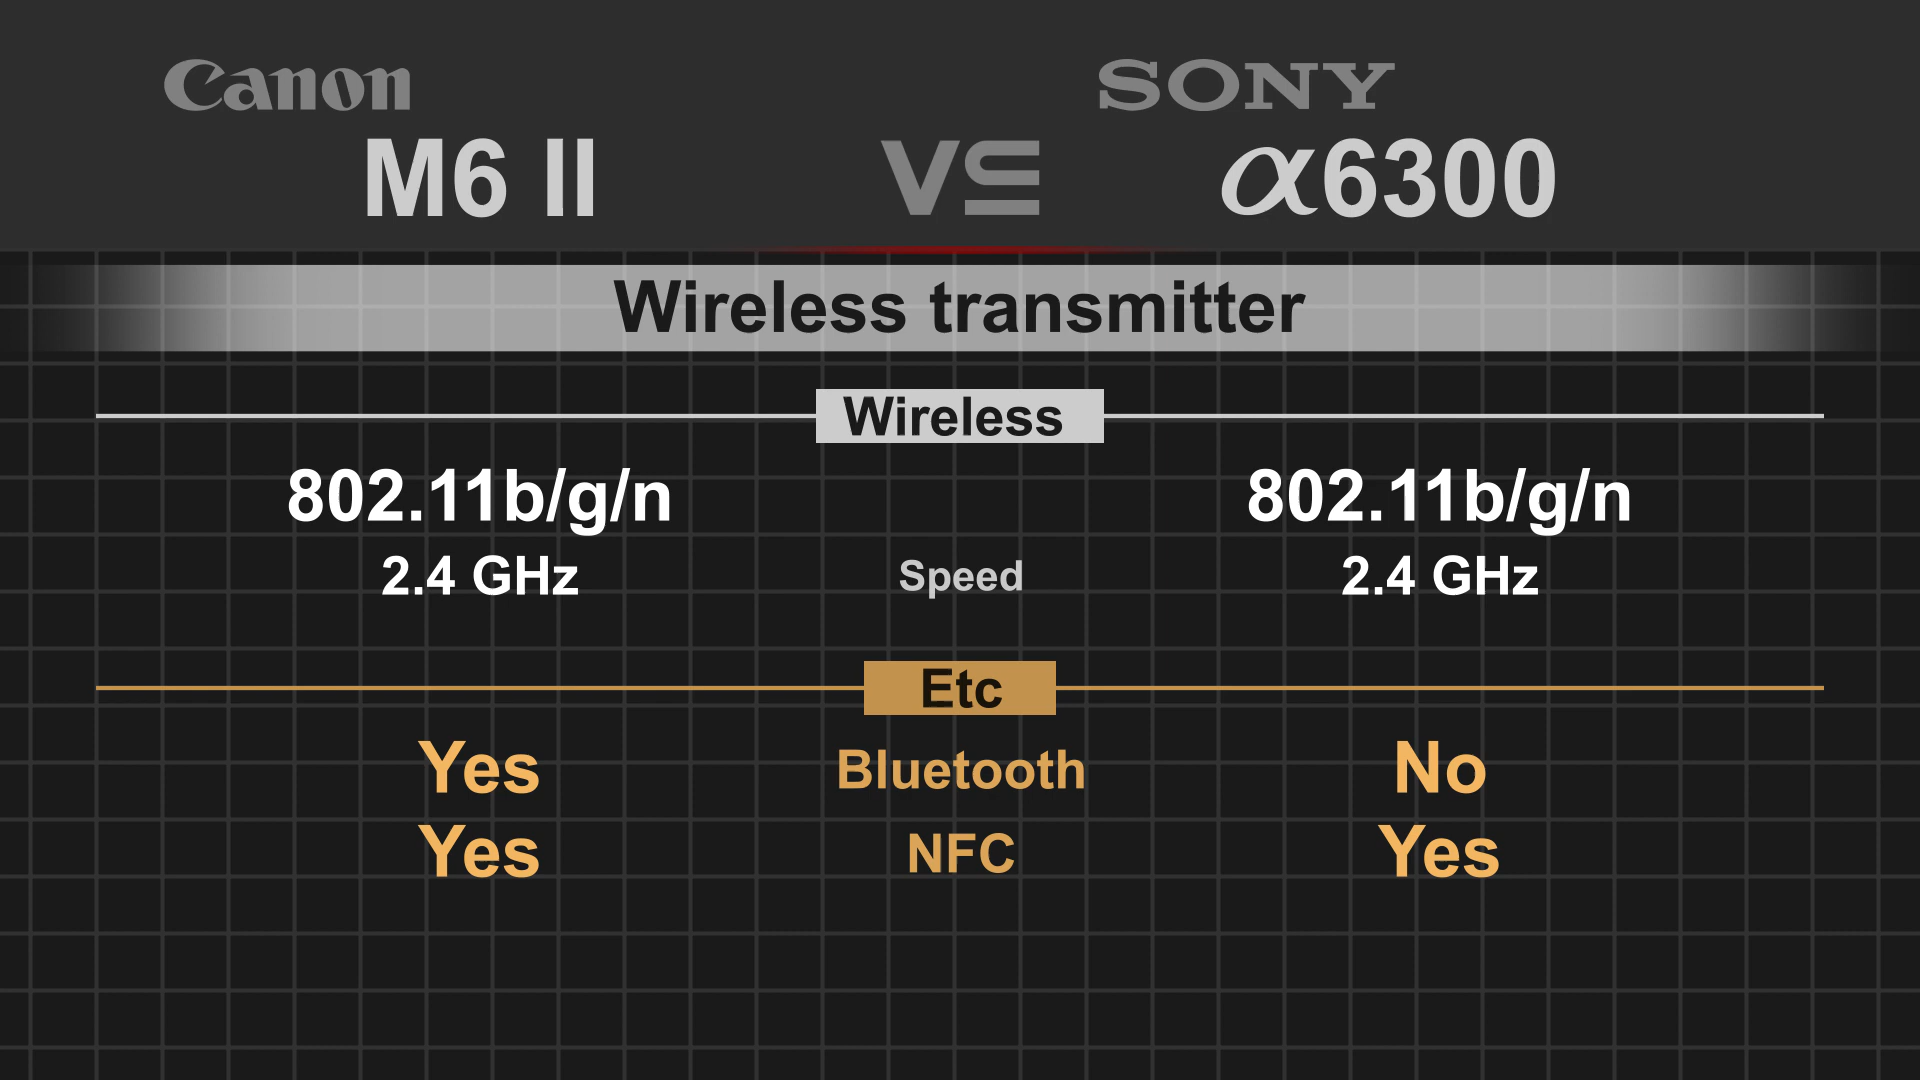 Canon
SONY
M6 II
VS
α6300
Wireless transmitter
Wireless
802.11b/g/n
802.11b/g/n
2.4 GHz
Speed
2.4 GHz
Etc
Yes
Bluetooth
No
Yes
NFC
Yes